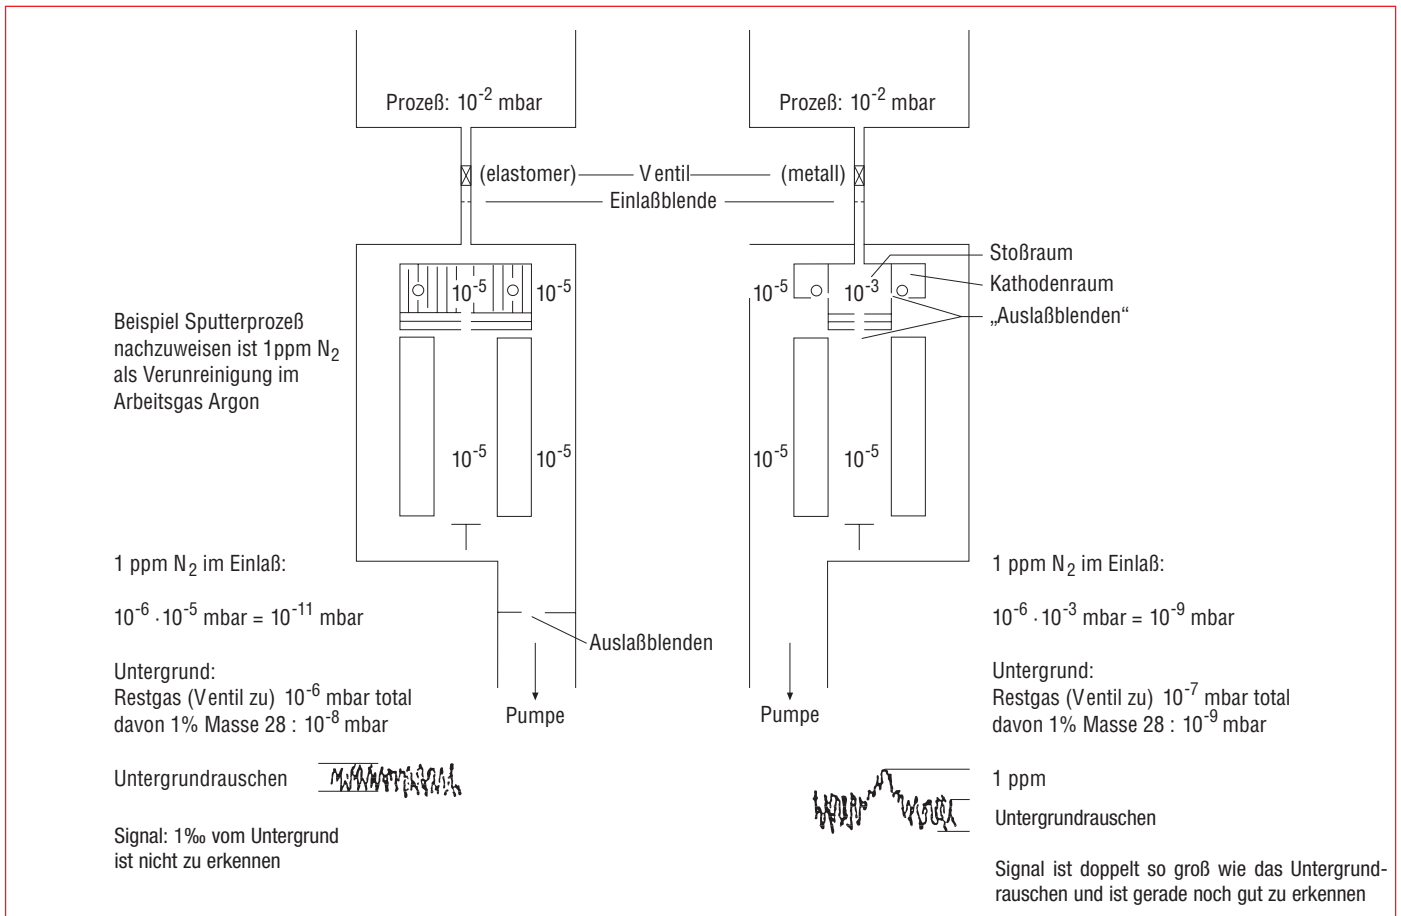 Prozeß: 10⁻² mbar
Prozeß: 10⁻² mbar
(elastomer) Ventil (metall)
Einlaßblende
Stoßraum
10⁻⁵ 10⁻⁵
10⁻⁵ 10⁻³
Kathodenraum
„Auslaßblenden“
Beispiel Sputterprozeß
nachzuweisen ist 1ppm N₂
als Verunreinigung im
Arbeitsgas Argon
10⁻⁵ 10⁻⁵
10⁻⁵ 10⁻⁵
1 ppm N₂ im Einlaß:
10⁻⁶ · 10⁻⁵ mbar = 10⁻¹¹ mbar
Auslaßblenden
Untergrund:
Restgas (Ventil zu) 10⁻⁶ mbar total
davon 1% Masse 28 : 10⁻⁸ mbar
Pumpe
Pumpe
Untergrundrauschen
Signal: 1‰ vom Untergrund
ist nicht zu erkennen
1 ppm N₂ im Einlaß:
10⁻⁶ · 10⁻³ mbar = 10⁻⁹ mbar
Untergrund:
Restgas (Ventil zu) 10⁻⁷ mbar total
davon 1% Masse 28 : 10⁻⁹ mbar
1 ppm
Untergrundrauschen
Signal ist doppelt so groß wie das Untergrund-
rauschen und ist gerade noch gut zu erkennen